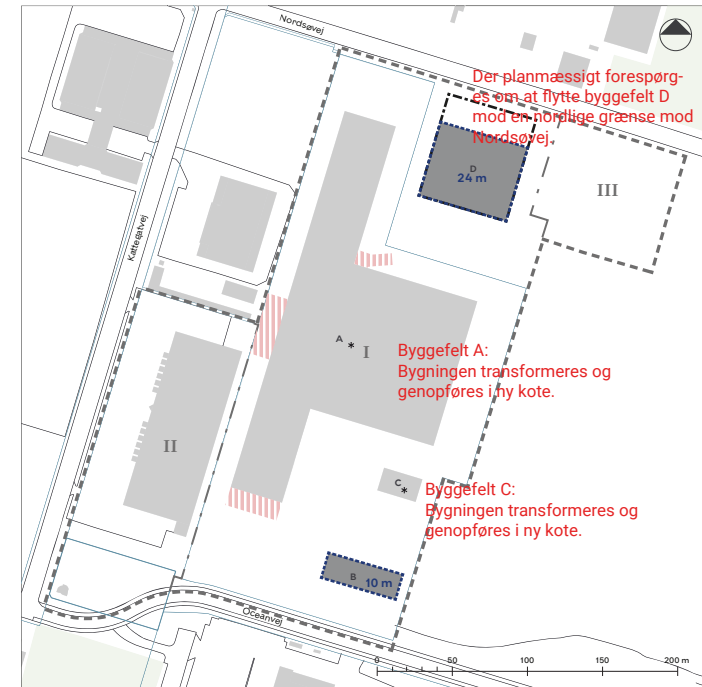 Nordsøvej
Der planmæssigt forespørg-
es om at flytte byggefelt D
mod en nordlige grænse mod
Nordsøvej.
D
24 m
III
Kattegatvej
A *
I
Byggefelt A:
Bygningen transformeres og
genopføres i ny kote.
II
C *
Byggefelt C:
Bygningen transformeres og
genopføres i ny kote.
B 10 m
Oceanvej
0 50 100 150 200 m